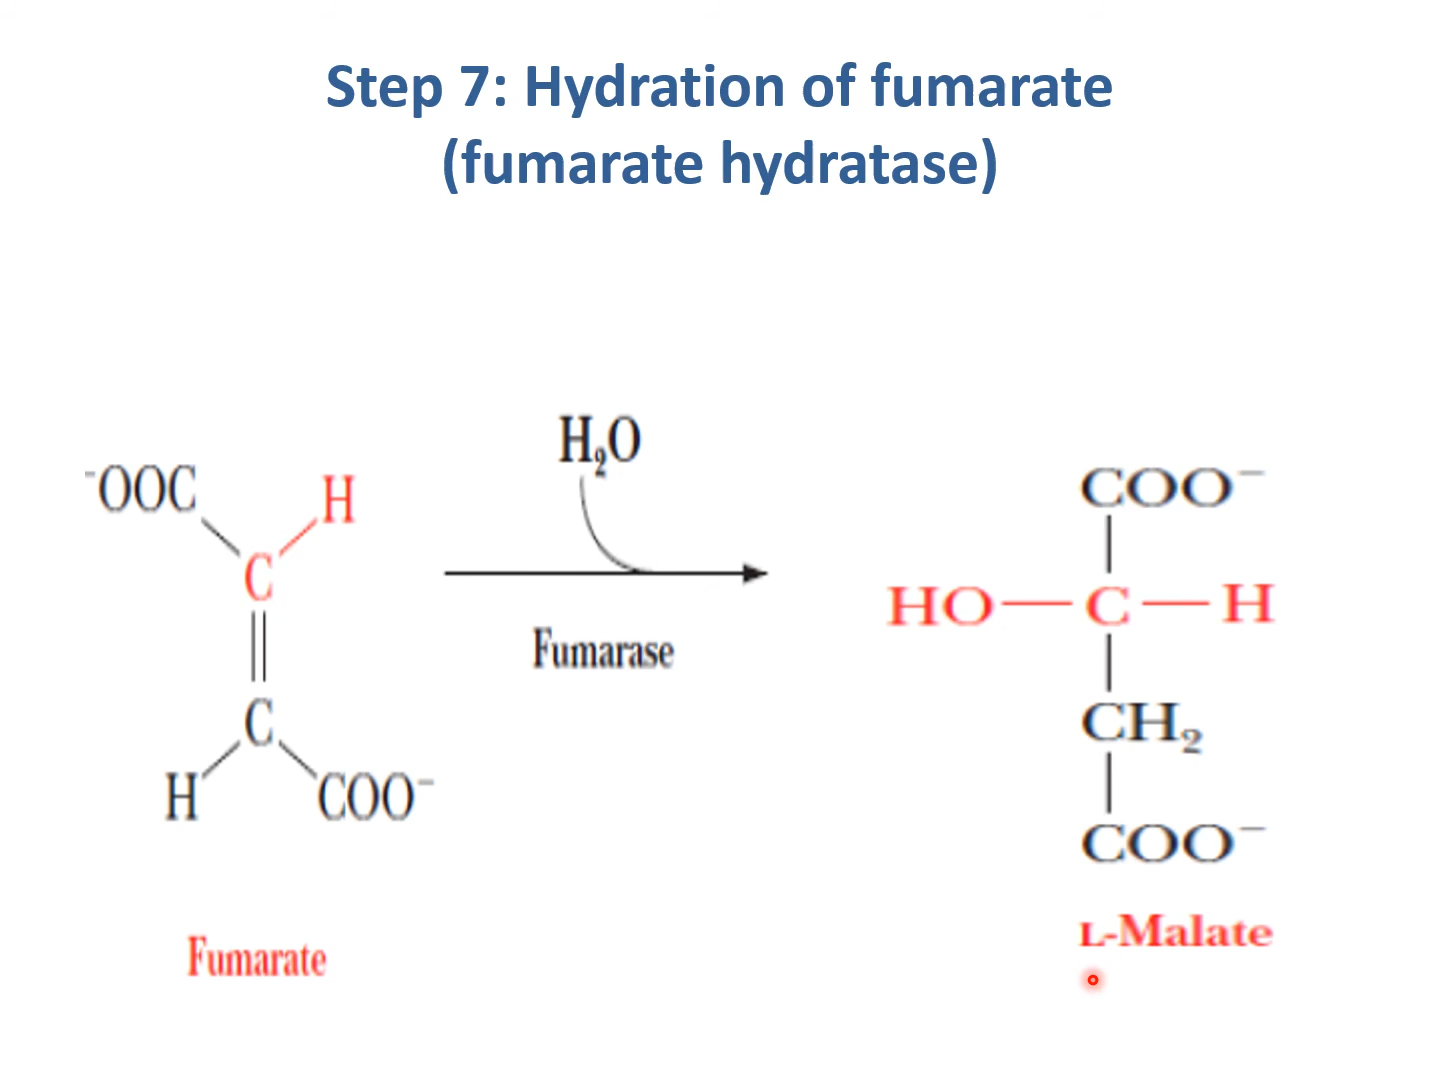 Step 7: Hydration of fumarate
(fumarate hydratase)
H₂O
⁻OOC H
C
C
H COO⁻
Fumarase
Fumarate
COO⁻
HO — C — H
CH₂
COO⁻
L-Malate